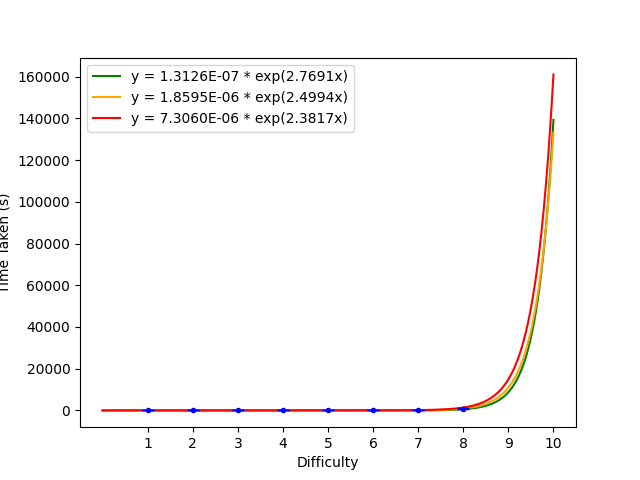 y = 1.3126E-07 * exp(2.7691x)
y = 1.8595E-06 * exp(2.4994x)
y = 7.3060E-06 * exp(2.3817x)
160000
140000
120000
100000
80000
60000
40000
20000
0
Time Taken (s)
1 2 3 4 5 6 7 8 9 10
Difficulty